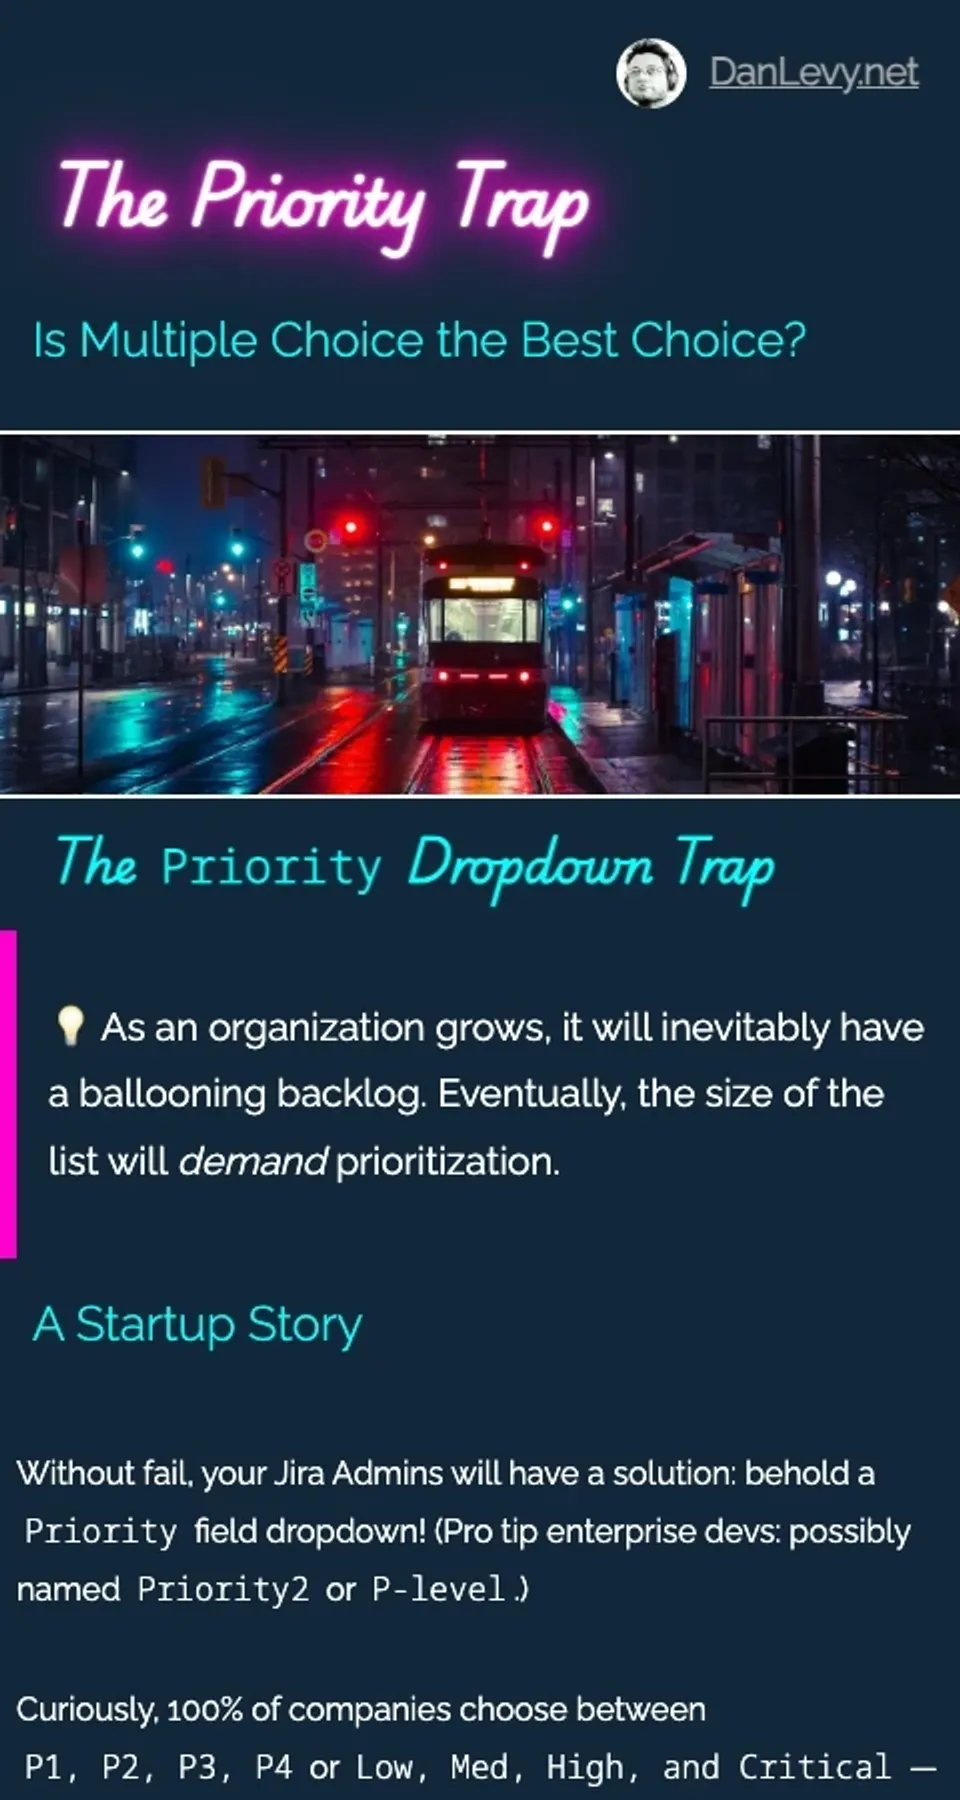 DanLevy.net
The Priority Trap
Is Multiple Choice the Best Choice?
The Priority Dropdown Trap
💡 As an organization grows, it will inevitably have
a ballooning backlog. Eventually, the size of the
list will demand prioritization.
A Startup Story
Without fail, your Jira Admins will have a solution: behold a
Priority field dropdown! (Pro tip enterprise devs: possibly
named Priority2 or P-level.)
Curiously, 100% of companies choose between
P1, P2, P3, P4 or Low, Med, High, and Critical —